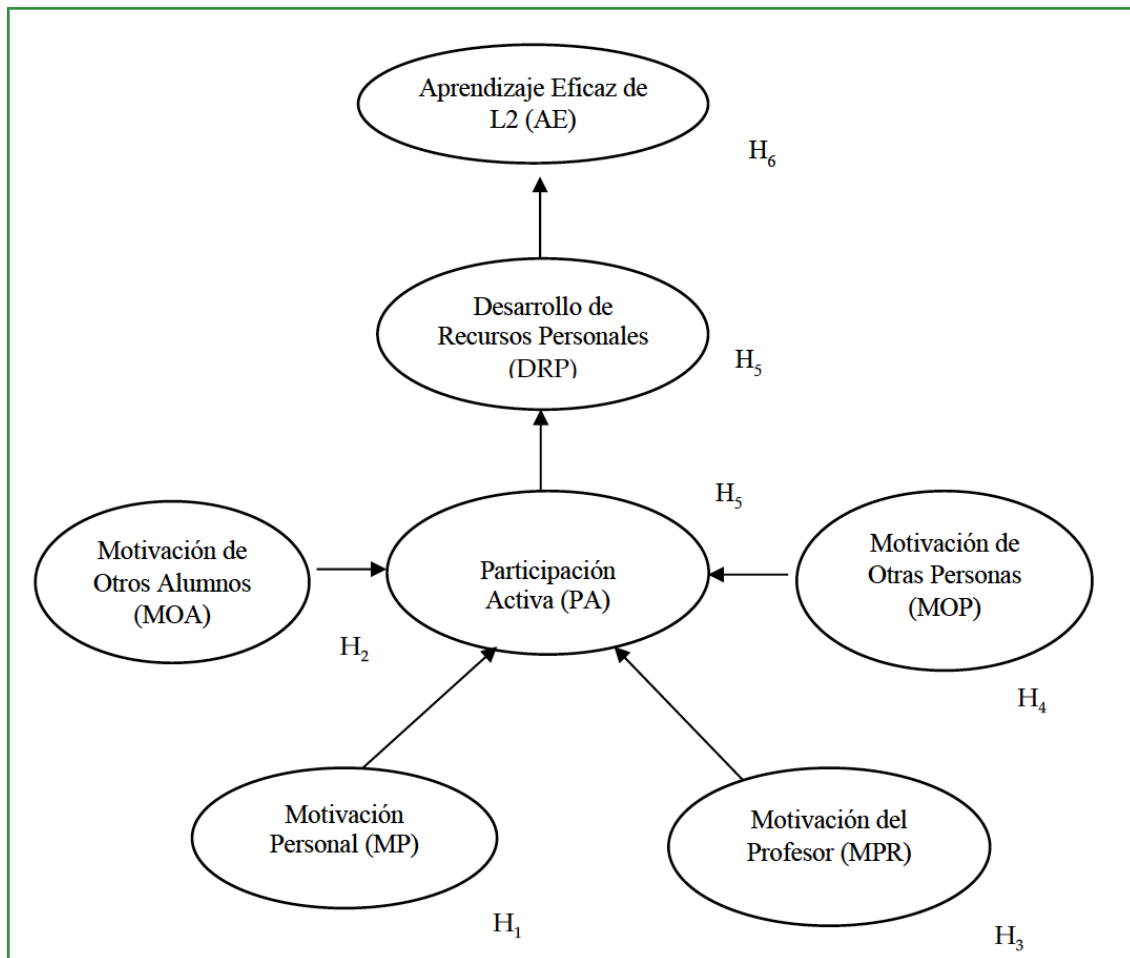 Aprendizaje Eficaz de
L2 (AE)
H₆
Desarrollo de
Recursos Personales
(DRP)
H₅
H₅
Motivación de
Otros Alumnos
(MOA)
H₂
Participación
Activa (PA)
Motivación de
Otras Personas
(MOP)
H₄
Motivación
Personal (MP)
H₁
Motivación del
Profesor (MPR)
H₃